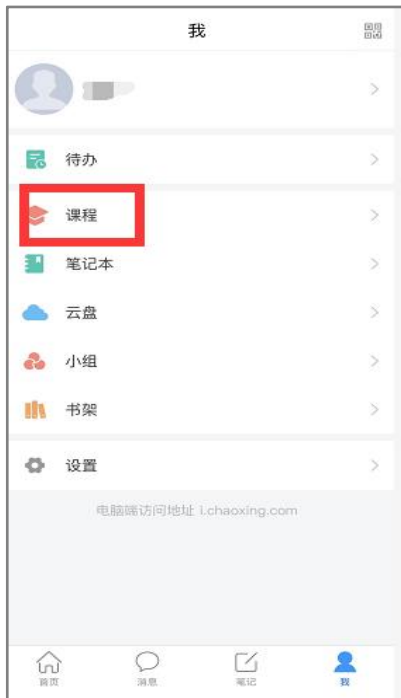 我
待办
课程
笔记本
云盘
小组
书架
设置
电脑端访问地址 i.chaoxing.com
首页
消息
笔记
我